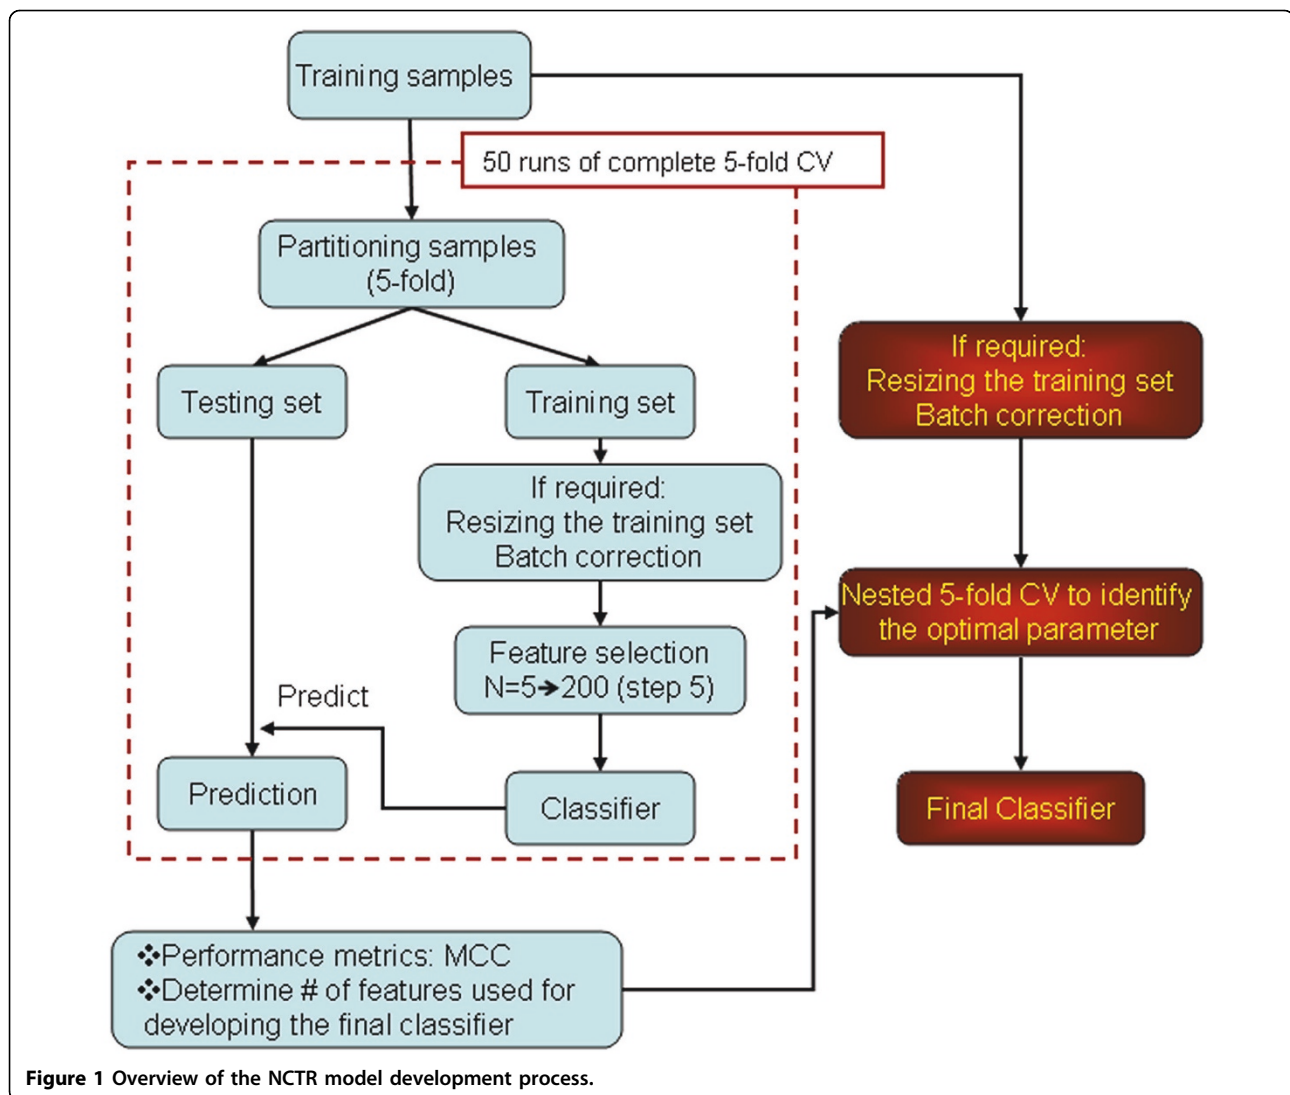 Training samples
50 runs of complete 5-fold CV
Partitioning samples
(5-fold)
Testing set
Training set
If required:
Resizing the training set
Batch correction
If required:
Resizing the training set
Batch correction
Feature selection
N=5➔200 (step 5)
Nested 5-fold CV to identify
the optimal parameter
Predict
Prediction
Classifier
Final Classifier
❖Performance metrics: MCC
❖Determine # of features used for
developing the final classifier
Figure 1 Overview of the NCTR model development process.